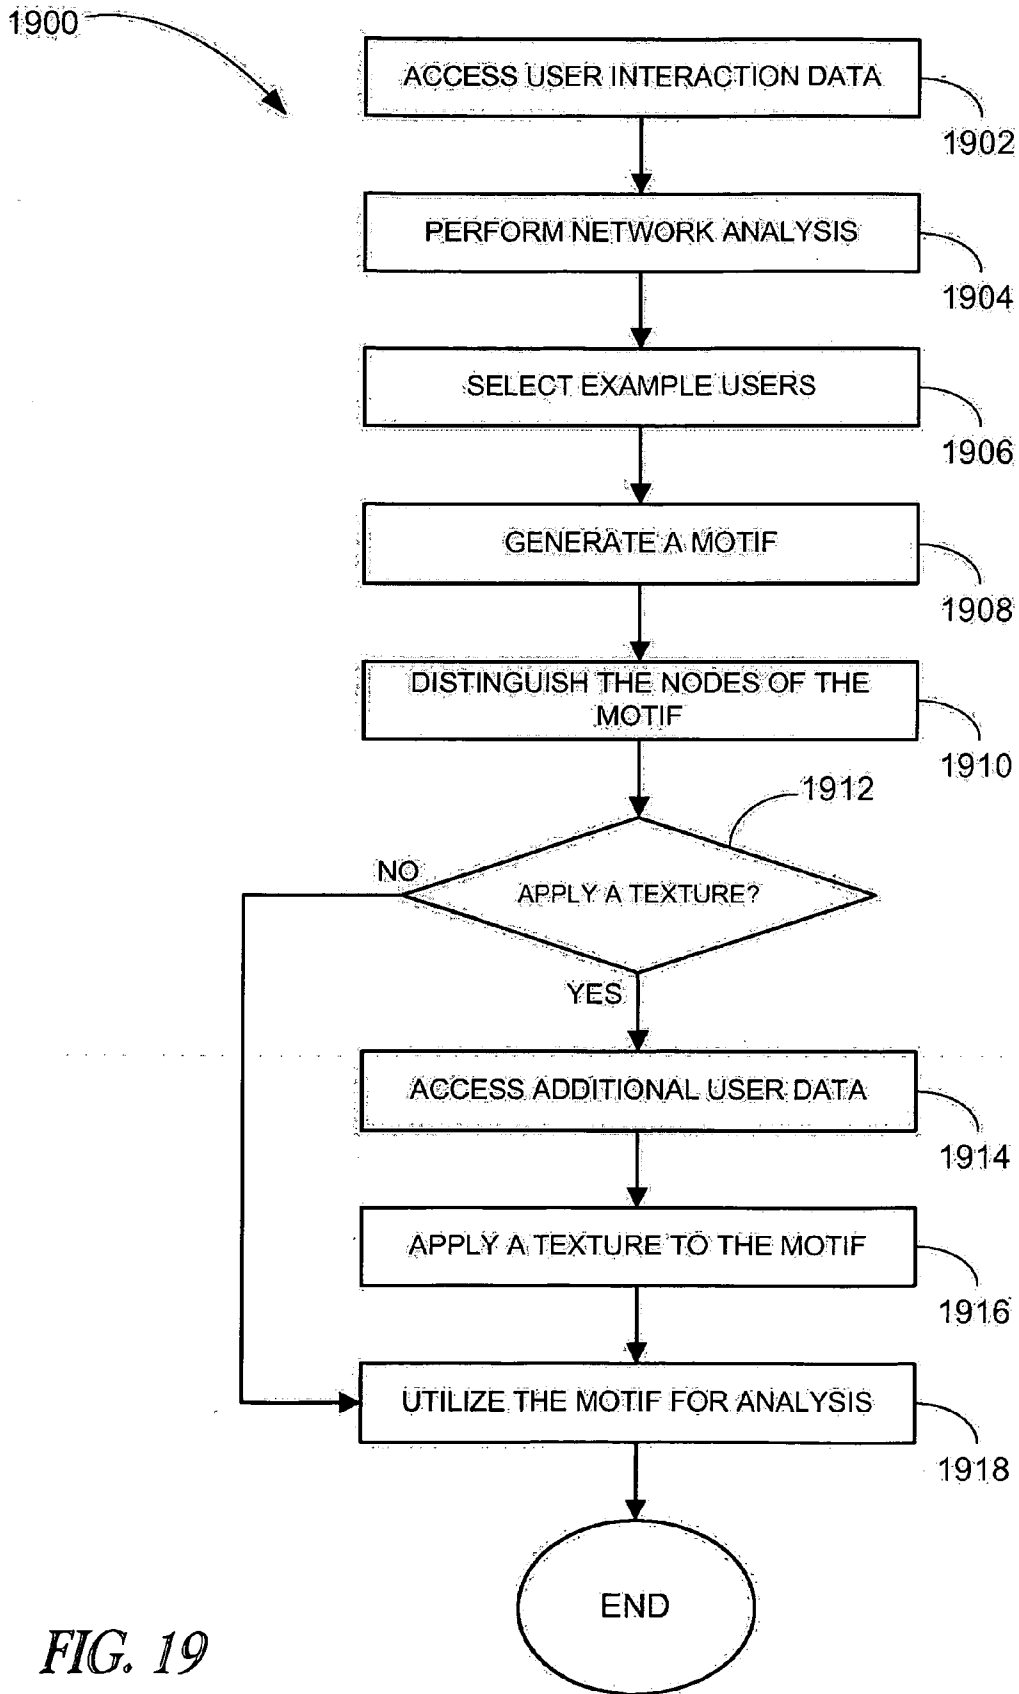 1900
ACCESS USER INTERACTION DATA
1902
PERFORM NETWORK ANALYSIS
1904
SELECT EXAMPLE USERS
1906
GENERATE A MOTIF
1908
DISTINGUISH THE NODES OF THE
MOTIF
1910
1912
NO
APPLY A TEXTURE?
YES
ACCESS ADDITIONAL USER DATA
1914
APPLY A TEXTURE TO THE MOTIF
1916
UTILIZE THE MOTIF FOR ANALYSIS
1918
END
FIG. 19